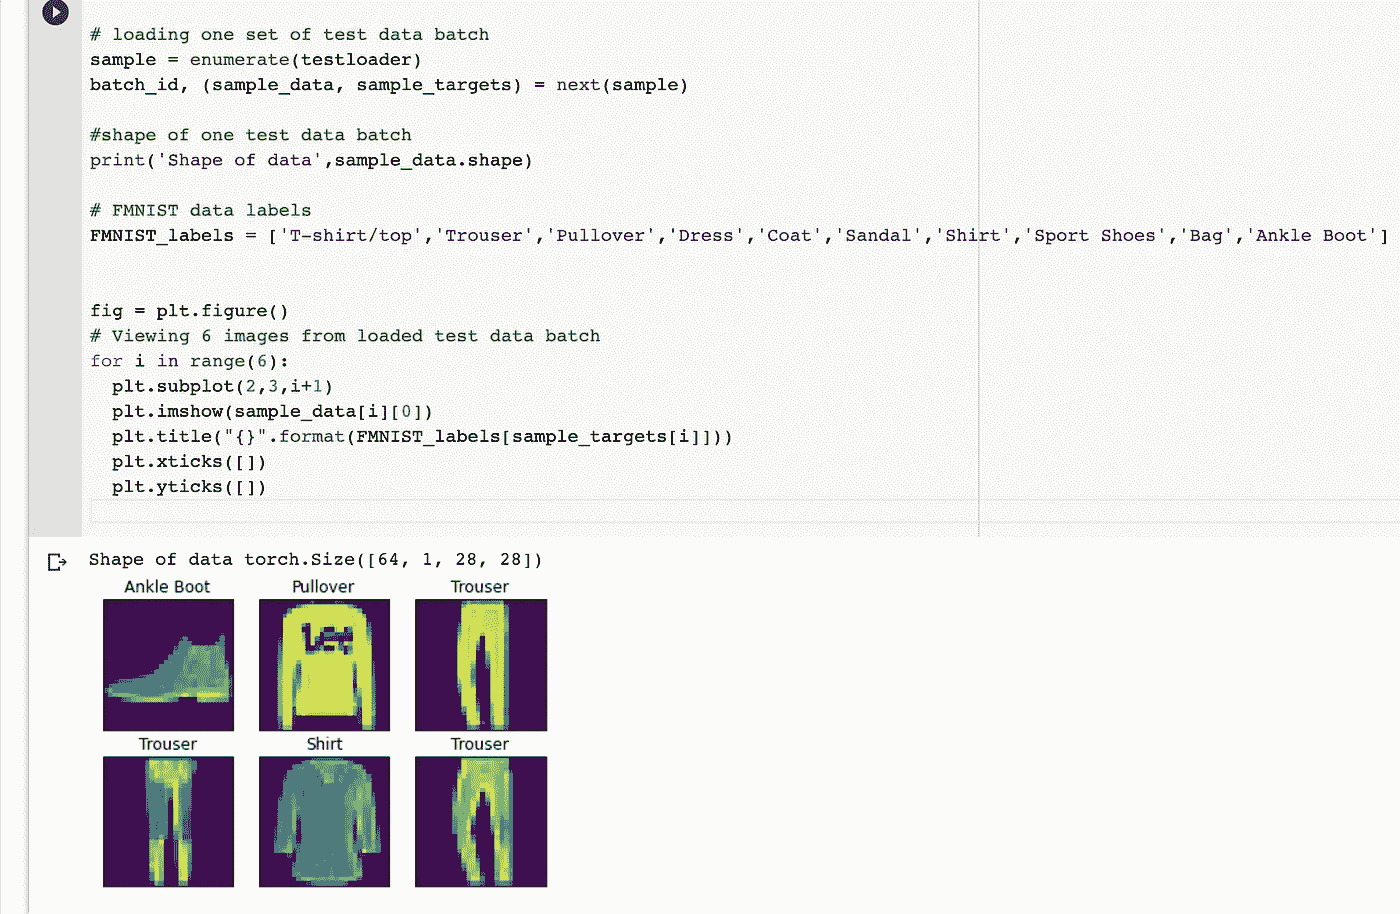 # loading one set of test data batch
sample = enumerate(testloader)
batch_id, (sample_data, sample_targets) = next(sample)
#shape of one test data batch
print('Shape of data',sample_data.shape)
# FMNIST data labels
FMNIST_labels = ['T-shirt/top','Trouser','Pullover','Dress','Coat','Sandal','Shirt','Sport Shoes','Bag','Ankle Boot']
fig = plt.figure()
# Viewing 6 images from loaded test data batch
for i in range(6):
  plt.subplot(2,3,i+1)
  plt.imshow(sample_data[i][0])
  plt.title("{}".format(FMNIST_labels[sample_targets[i]]))
  plt.xticks([])
  plt.yticks([])
Shape of data torch.Size([64, 1, 28, 28])
Ankle Boot Pullover Trouser
Trouser Shirt Trouser